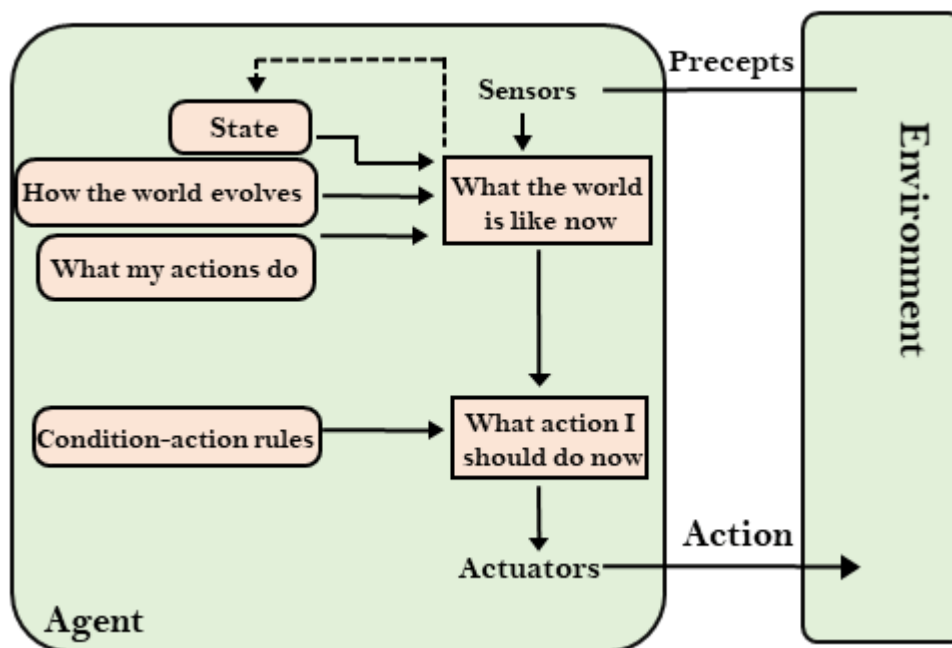 Precepts
Sensors
State
How the world evolves
What the world
is like now
What my actions do
Environment
Condition-action rules
What action I
should do now
Action
Actuators
Agent